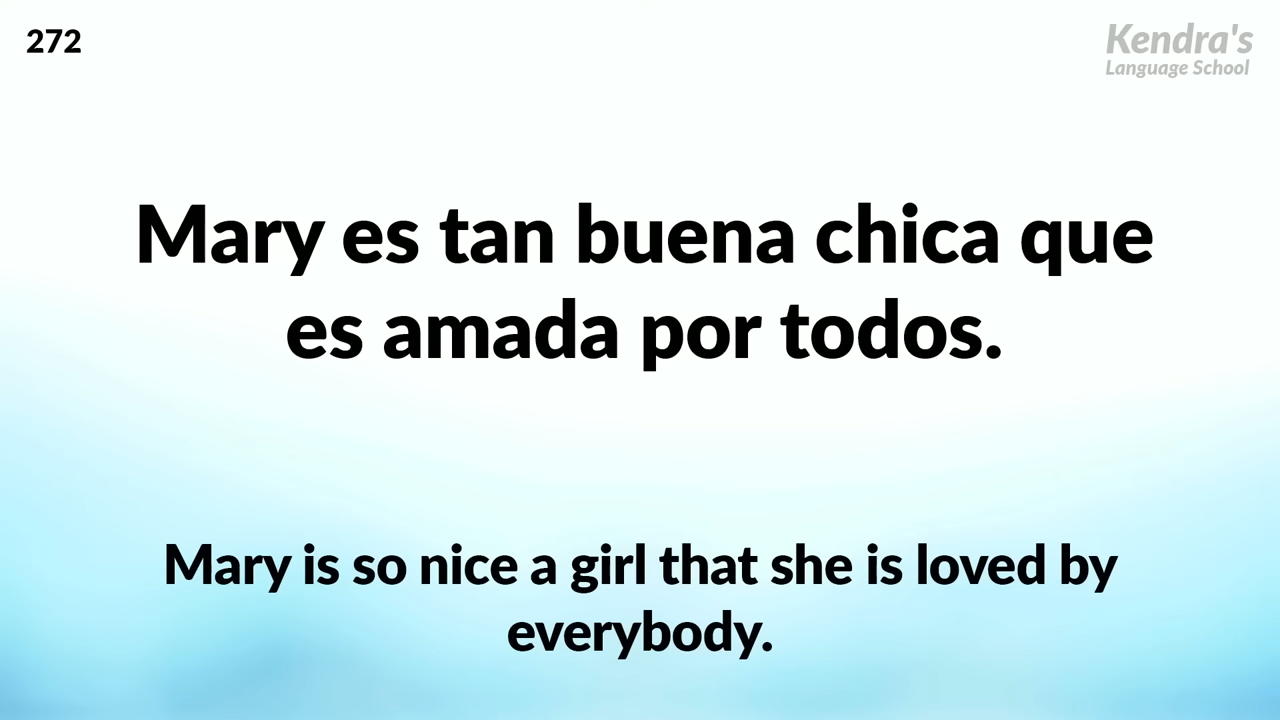 272
Kendra's
Language School
Mary es tan buena chica que
es amada por todos.
Mary is so nice a girl that she is loved by
everybody.